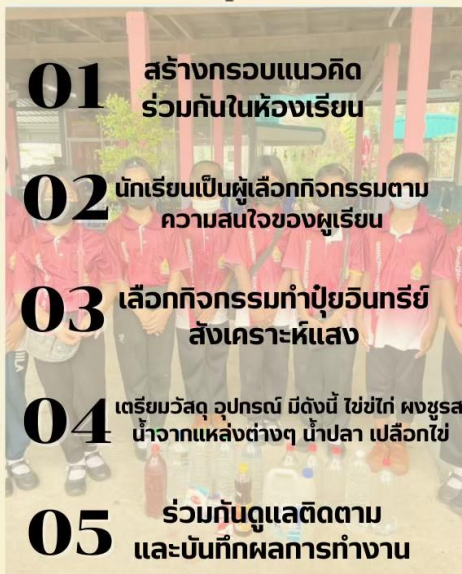 01
สร้างกรอบแนวคิด
ร่วมกันในห้องเรียน
02
นักเรียนเป็นผู้เลือกกิจกรรมตาม
ความสนใจของผูเรียน
03
เลือกกิจกรรมทำปุ๋ยอินทรีย์
สังเคราะห์แสง
04
เตรียมวัสดุ อุปกรณ์ มีดังนี้ ไข่ขไก่ ผงชูรส
น้ำจากแหล่งต่างๆ น้ำปลา เปลือกไข่
05
ร่วมกันดูแลติดตาม
และบันทึกผลการทำงาน